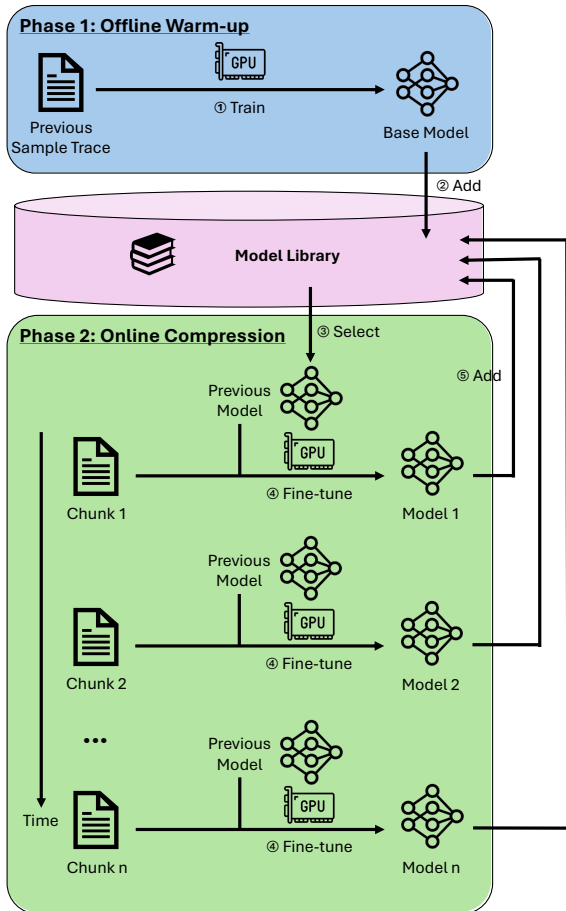 Phase 1: Offline Warm-up
GPU
① Train
Previous
Sample Trace
Base Model
② Add
Model Library
Phase 2: Online Compression
③ Select
Previous
Model
⑤ Add
GPU
④ Fine-tune
Chunk 1
Model 1
Previous
Model
GPU
④ Fine-tune
Chunk 2
Model 2
...
Previous
Model
GPU
Time
④ Fine-tune
Chunk n
Model n